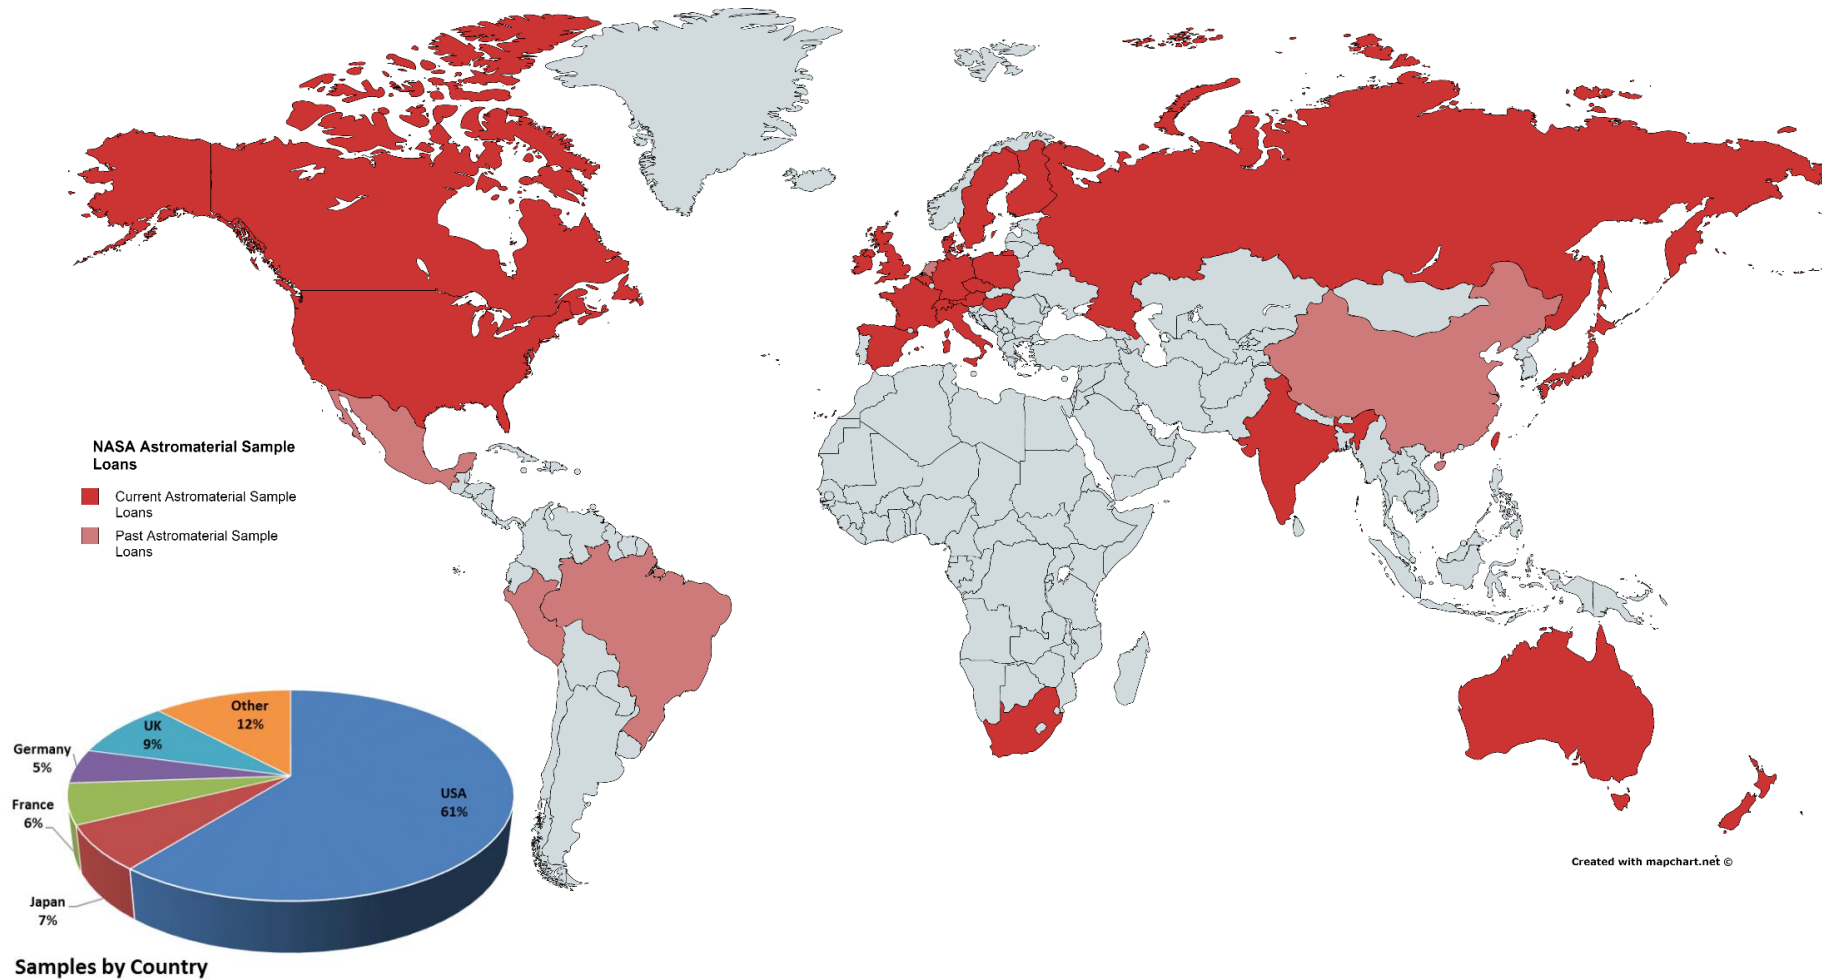 NASA Astromaterial Sample
Loans
Current Astromaterial Sample
Loans
Past Astromaterial Sample
Loans
Other
12%
UK
9%
Germany
5%
France
6%
Japan
7%
USA
61%
Samples by Country
Created with mapchart.net ©